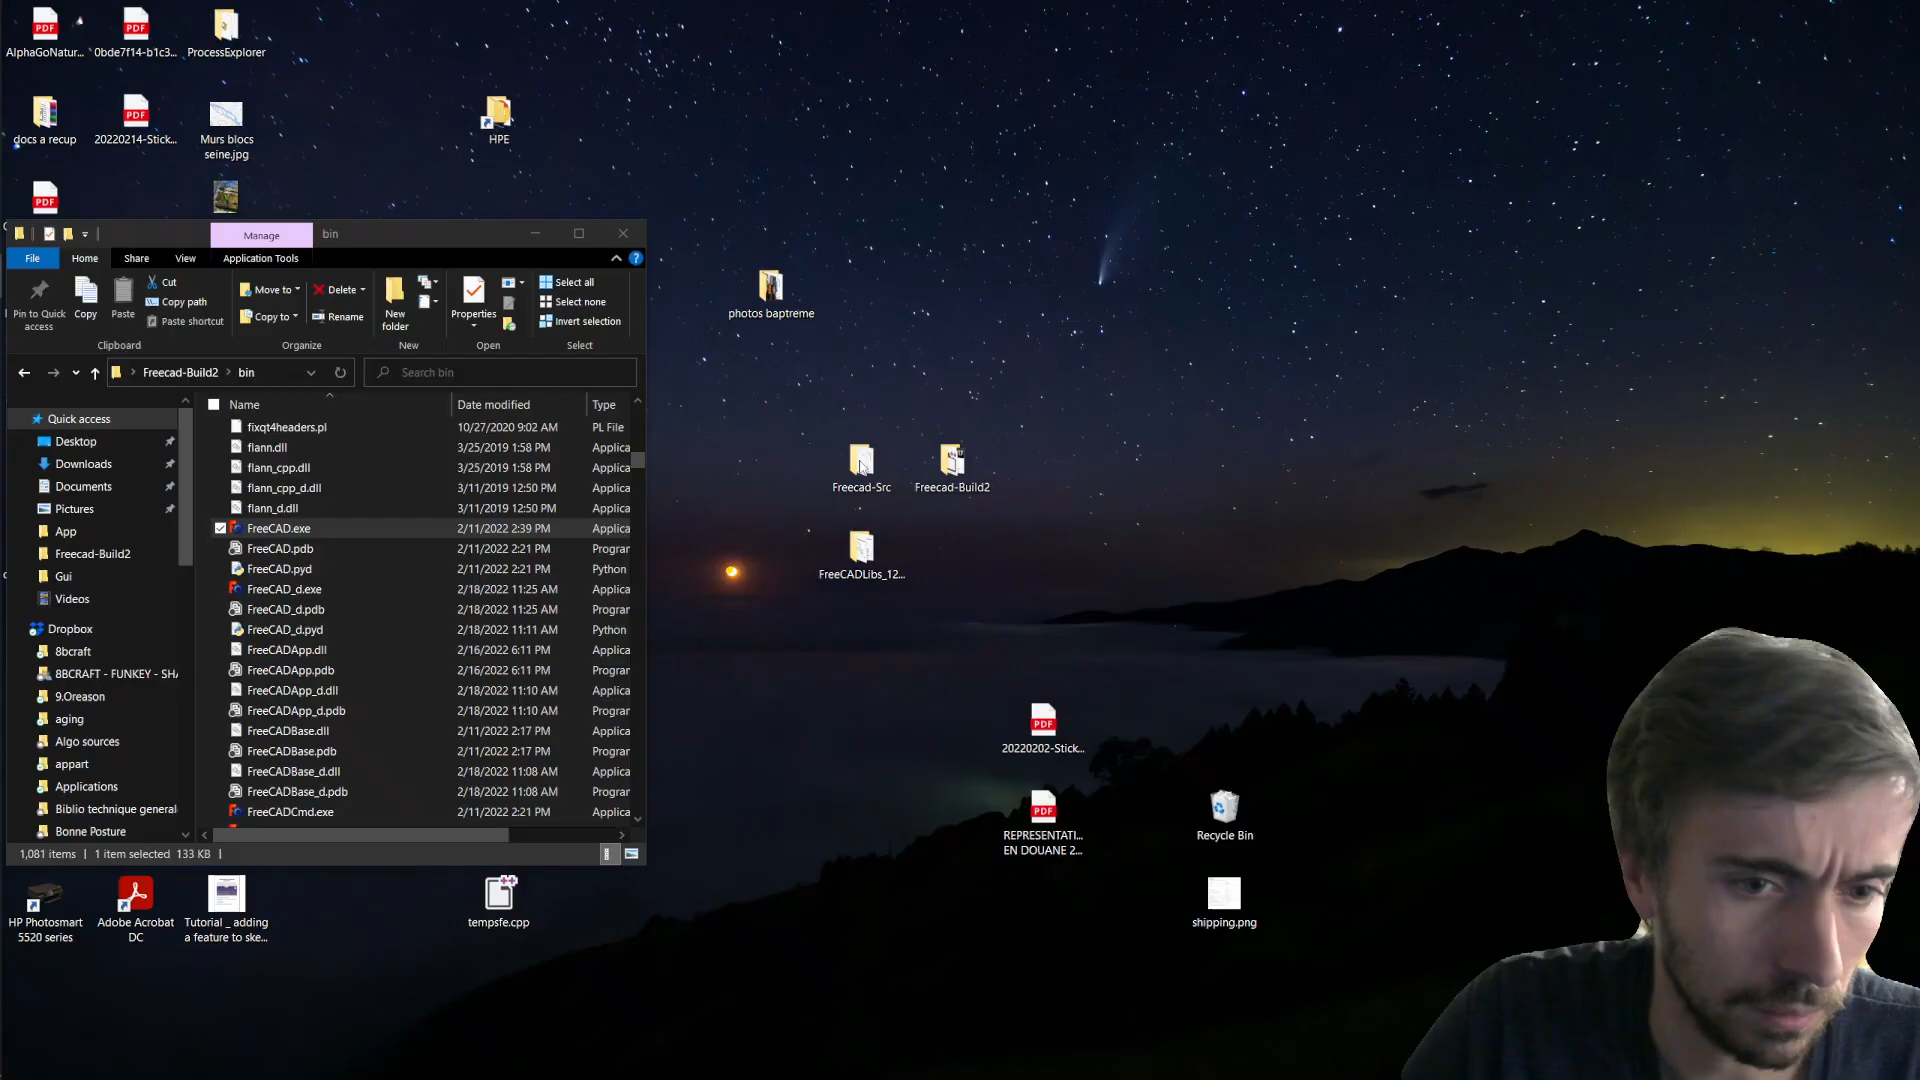 AlphaGoNatur...
0bde7f14-b1c3...
ProcessExplorer
docs a recup
20220214-Stick...
Murs blocs
seine.jpg
HPE
PDF
Manage
bin
File
Home
Share
View
Application Tools
Pin to Quick
access
Copy
Paste
Cut
Copy path
Paste shortcut
Clipboard
Move to
Copy to
Delete
Rename
Organize
New
folder
New
Properties
Open
Select all
Select none
Invert selection
Select
Freecad-Build2
bin
Search bin
Quick access
Desktop
Downloads
Documents
Pictures
App
Freecad-Build2
Gui
Videos
Dropbox
8bcraft
8BCRAFT - FUNKEY - SHA
9.Oreason
aging
Algo sources
appart
Applications
Biblio technique general
Bonne Posture
Name Date modified Type
fixqt4headers.pl 10/27/2020 9:02 AM PL File
flann.dll 3/25/2019 1:58 PM Applica
flann_cpp.dll 3/25/2019 1:58 PM Applica
flann_cpp_d.dll 3/11/2019 12:50 PM Applica
flann_d.dll 3/11/2019 12:50 PM Applica
FreeCAD.exe 2/11/2022 2:39 PM Applica
FreeCAD.pdb 2/11/2022 2:21 PM Progran
FreeCAD.pyd 2/11/2022 2:21 PM Python
FreeCAD_d.exe 2/18/2022 11:25 AM Applica
FreeCAD_d.pdb 2/18/2022 11:25 AM Progran
FreeCAD_d.pyd 2/18/2022 11:11 AM Python
FreeCADApp.dll 2/16/2022 6:11 PM Applica
FreeCADApp.pdb 2/16/2022 6:11 PM Progran
FreeCADApp_d.dll 2/18/2022 11:10 AM Applica
FreeCADApp_d.pdb 2/18/2022 11:10 AM Progran
FreeCADBase.dll 2/11/2022 2:17 PM Applica
FreeCADBase.pdb 2/11/2022 2:17 PM Progran
FreeCADBase_d.dll 2/18/2022 11:08 AM Applica
FreeCADBase_d.pdb 2/18/2022 11:08 AM Progran
FreeCADCmd.exe 2/11/2022 2:21 PM Applica
1,081 items
1 item selected 133 KB
photos baptreme
Freecad-Src
Freecad-Build2
FreeCADLibs_12...
PDF
20220202-Stick...
PDF
REPRESENTATI...
EN DOUANE 2...
Recycle Bin
shipping.png
HP Photosmart
5520 series
Adobe Acrobat
DC
Tutorial _ adding
a feature to ske...
tempsfe.cpp